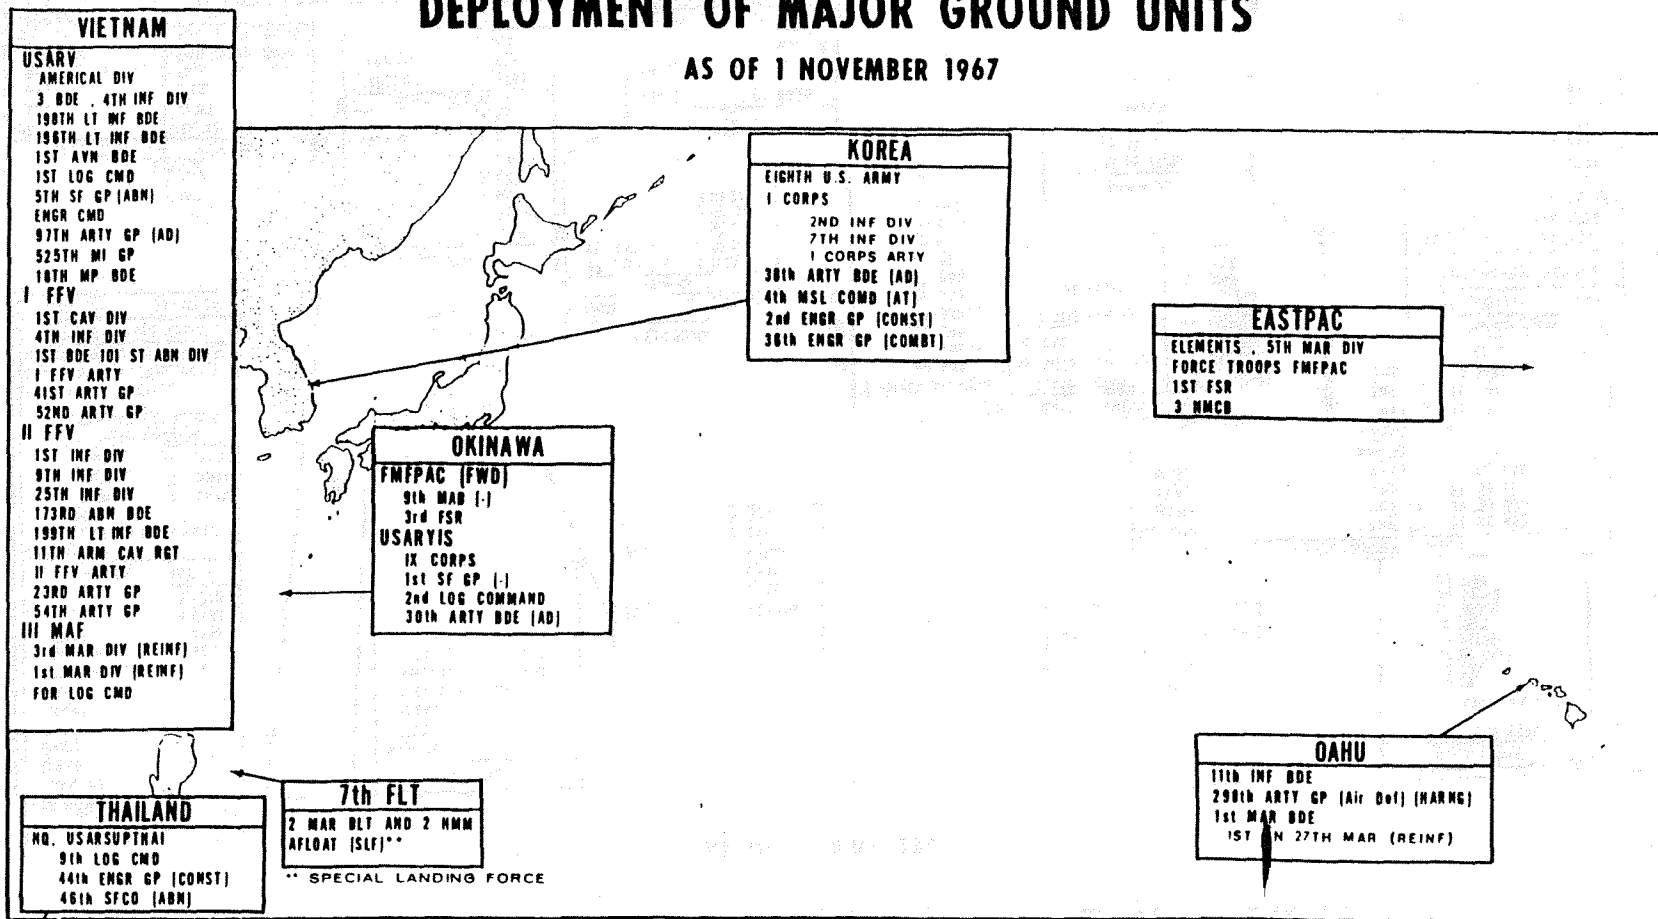 DEPLOYMENT OF MAJOR GROUND UNITS
AS OF 1 NOVEMBER 1967
VIETNAM
USARV
AMERICAL DIV
3 BDE , 4TH INF DIV
198TH LT INF BDE
196TH LT INF BDE
1ST AVN BDE
1ST LOG CMD
5TH SF GP (ABN)
ENGR CMD
97TH ARTY GP (AD)
525TH MI GP
18TH MP BDE
I FFV
1ST CAV DIV
4TH INF DIV
1ST BDE 101 ST ABN DIV
I FFV ARTY
41ST ARTY GP
52ND ARTY GP
II FFV
1ST INF DIV
9TH INF DIV
25TH INF DIV
173RD ABN BDE
199TH LT INF BDE
11TH ARM CAV RGT
II FFV ARTY
23RD ARTY GP
54TH ARTY GP
III MAF
3rd MAR DIV (REINF)
1st MAR DIV (REINF)
FOR LOG CMD
KOREA
EIGHTH U.S. ARMY
I CORPS
2ND INF DIV
7TH INF DIV
I CORPS ARTY
38th ARTY BDE (AD)
4th MSL COMD (AT)
2nd ENGR GP (CONST)
36th ENGR GP (COMBT)
EASTPAC
ELEMENTS , 5TH MAR DIV
FORCE TROOPS FMFPAC
1ST FSR
3 NMCB
OKINAWA
FMFPAC (FWD)
9th MAB (-)
3rd FSR
USARYIS
IX CORPS
1st SF GP (-)
2nd LOG COMMAND
30th ARTY BDE (AD)
OAHU
11th INF BDE
298th ARTY GP (Air Def) (HARNG)
1st MAR BDE
1ST N 27TH MAR (REINF)
THAILAND
HQ, USARSUPTHAI
9th LOG CMD
44th ENGR GP (CONST)
46th SFCO (ABN)
7th FLT
2 MAR BLT AND 2 HMM
AFLOAT (SLF)**
** SPECIAL LANDING FORCE